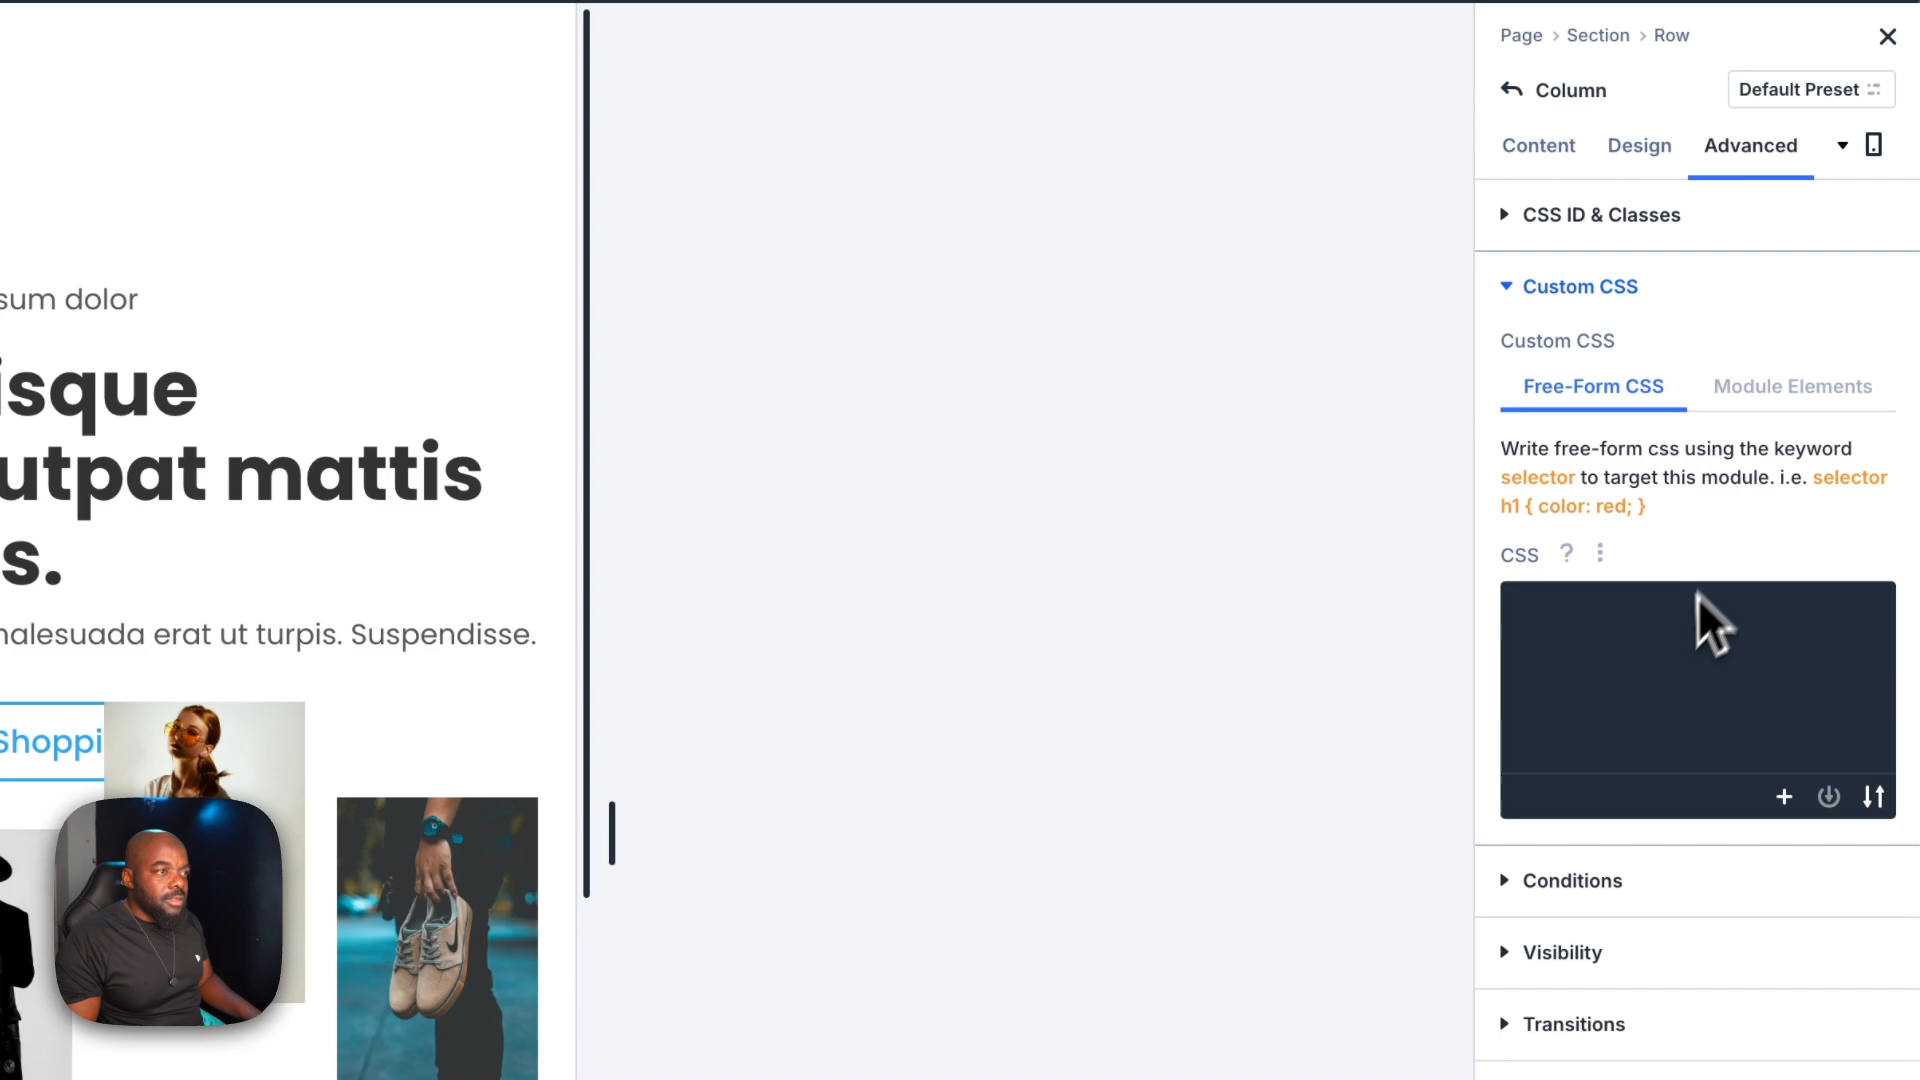 sum dolor
isque
utpat mattis
s.
nalesuada erat ut turpis. Suspendisse.
Shoppi
Page > Section > Row
Column
Default Preset
Content Design Advanced
CSS ID & Classes
Custom CSS
Custom CSS
Free-Form CSS Module Elements
Write free-form css using the keyword
selector to target this module. i.e. selector
h1 { color: red; }
CSS ?
Conditions
Visibility
Transitions